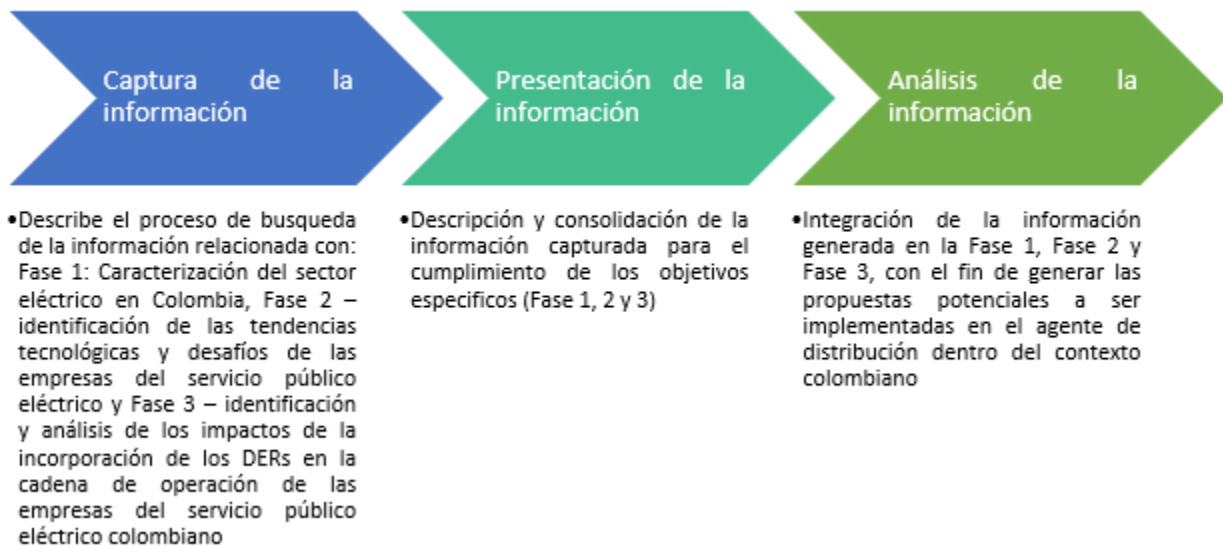 Captura de la
información
Presentación de la
información
Análisis de la
información
•Describe el proceso de busqueda
de la información relacionada con:
Fase 1: Caracterización del sector
eléctrico en Colombia, Fase 2 –
identificación de las tendencias
tecnológicas y desafíos de las
empresas del servicio público
eléctrico y Fase 3 – identificación
y análisis de los impactos de la
incorporación de los DERs en la
cadena de operación de las
empresas del servicio público
eléctrico colombiano
•Descripción y consolidación de la
información capturada para el
cumplimiento de los objetivos
especificos (Fase 1, 2 y 3)
•Integración de la información
generada en la Fase 1, Fase 2 y
Fase 3, con el fin de generar las
propuestas potenciales a ser
implementadas en el agente de
distribución dentro del contexto
colombiano